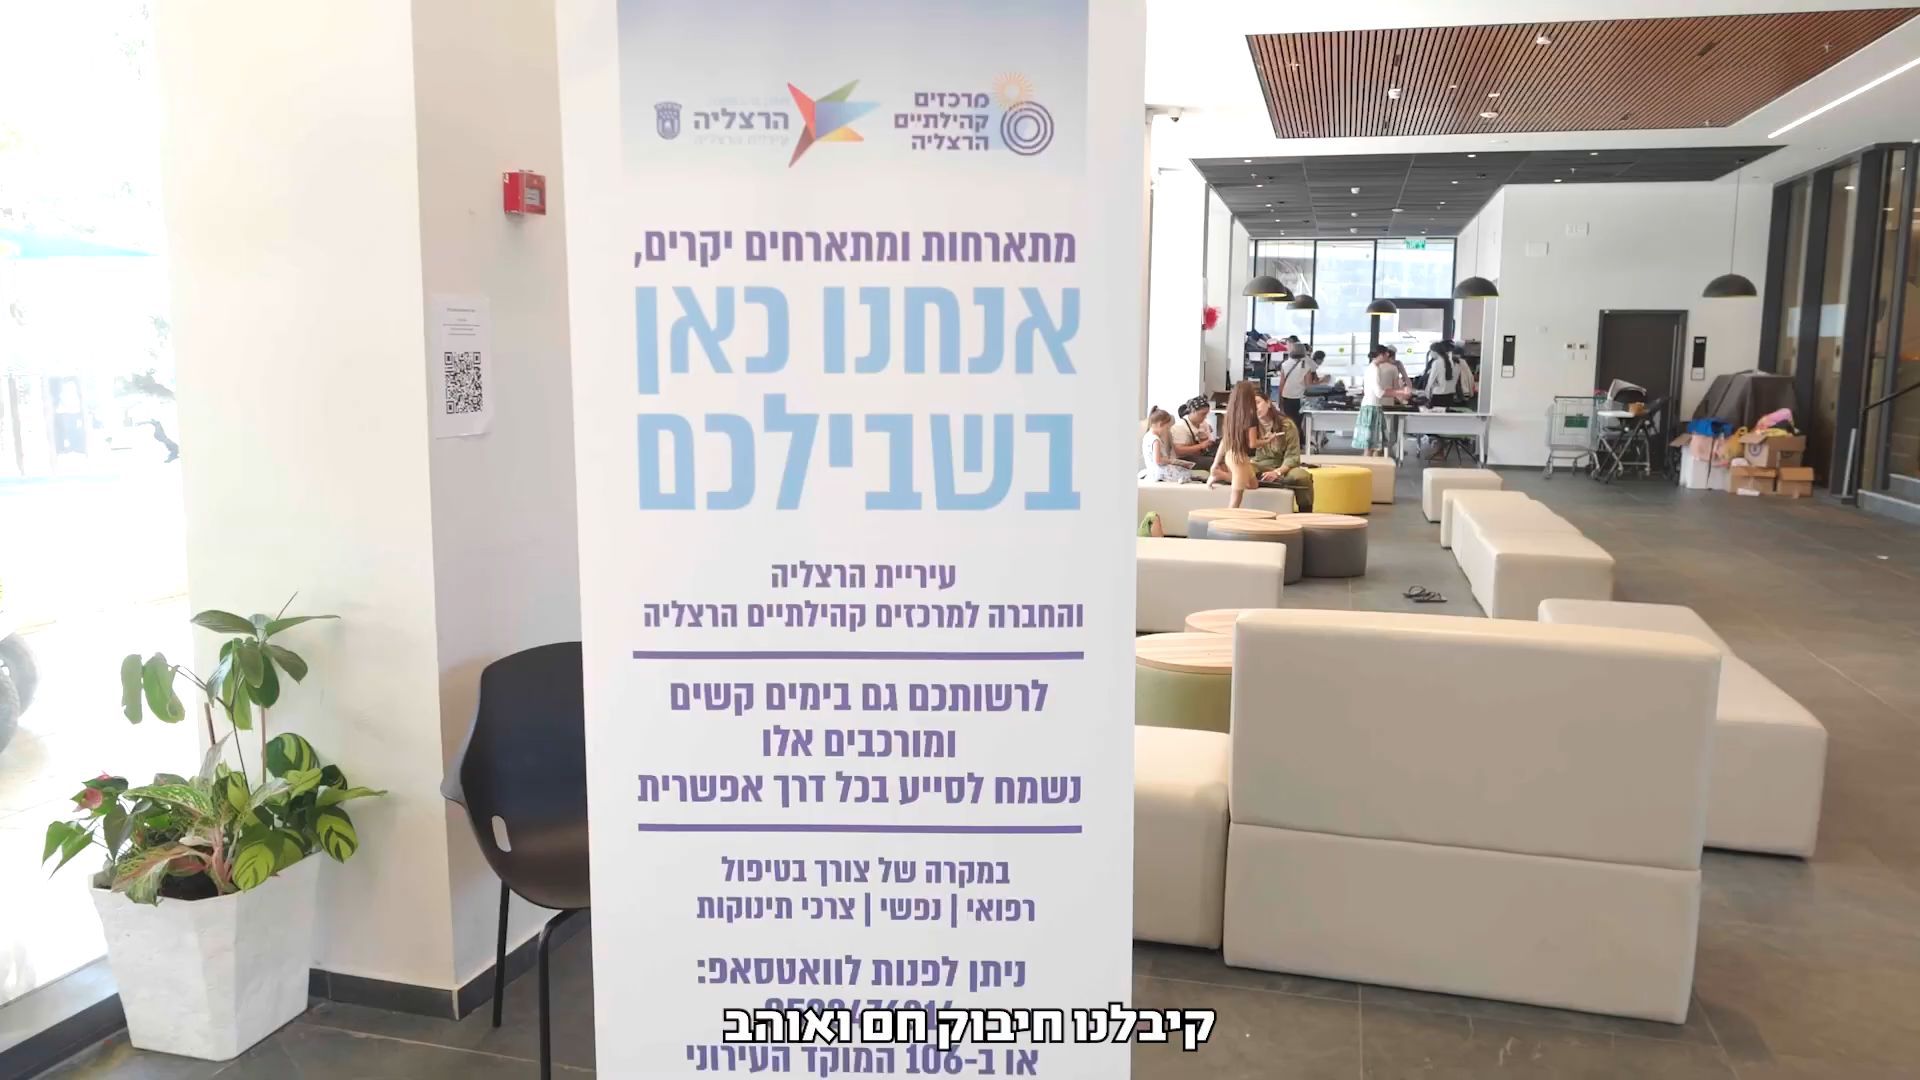 מרכזים
קהילתיים
הרצליה
הרצליה
עיריית הרצליה
מתארחות ומתארחים יקרים,
אנחנו כאן
בשבילכם
עיריית הרצליה
והחברה למרכזים קהילתיים הרצליה
לרשותכם גם בימים קשים
ומורכבים אלו
נשמח לסייע בכל דרך אפשרית
במקרה של צורך בטיפול
רפואי | נפשי | צרכי תינוקות
ניתן לפנות לוואטסאפ:
קיבלנו חיבוק חם ואוהב
או ב-106 המוקד העירוני